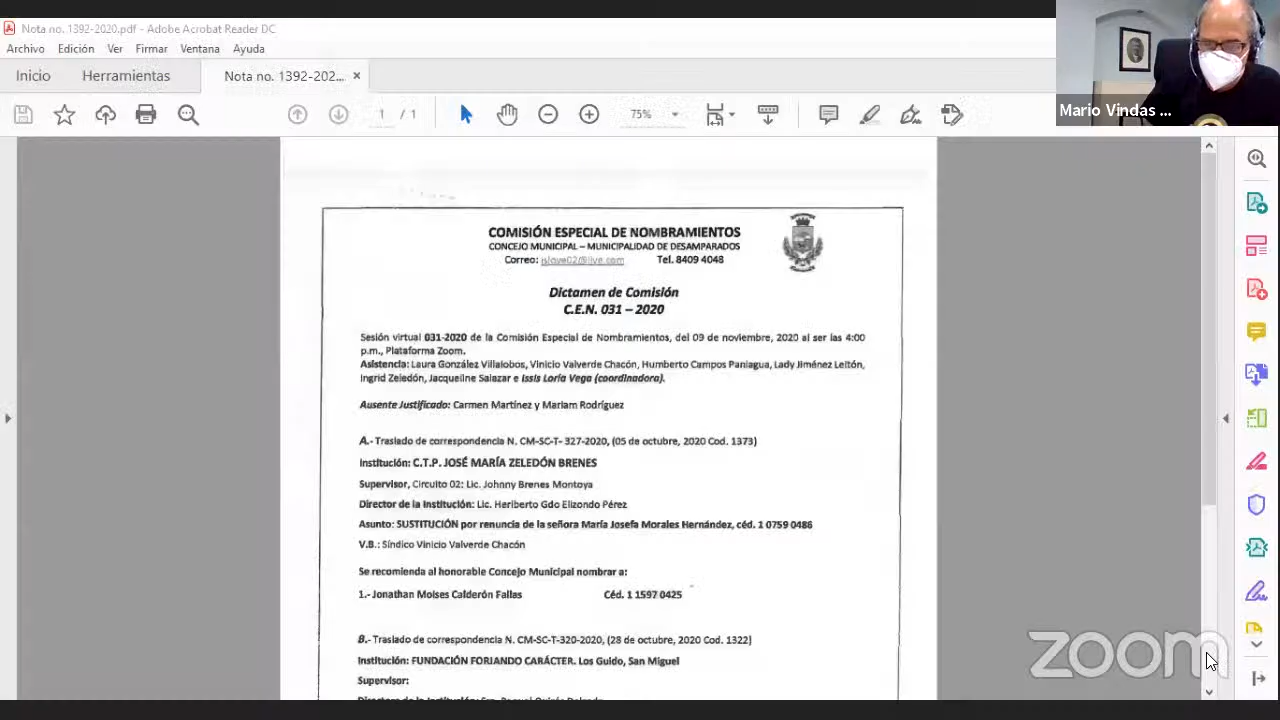 Nota no. 1392-2020.pdf - Adobe Acrobat Reader DC
Archivo Edición Ver Firmar Ventana Ayuda
Inicio Herramientas Nota no. 1392-202... ×
1 / 1 75%
Mario Vindas ...
COMISIÓN ESPECIAL DE NOMBRAMIENTOS
CONCEJO MUNICIPAL – MUNICIPALIDAD DE DESAMPARADOS
Correo: Tel. 8409 4048
Dictamen de Comisión
C.E.N. 031 – 2020
Sesión virtual 031-2020 de la Comisión Especial de Nombramientos, del 09 de noviembre, 2020 al ser las 4:00
p.m., Plataforma Zoom.
Asistencia: Laura González Villalobos, Vinicio Valverde Chacón, Humberto Campos Paniagua, Lady Jiménez Leitón,
Ingrid Zeledón, Jacqueline Salazar e Issis Loría Vega (coordinadora).
Ausente Justificado: Carmen Martínez y Mariam Rodríguez
A.- Traslado de correspondencia N. CM-SC-T- 327-2020, (05 de octubre, 2020 Cod. 1373)
Institución: C.T.P. JOSÉ MARÍA ZELEDÓN BRENES
Supervisor, Circuito 02: Lic. Johnny Brenes Montoya
Director de la Institución: Lic. Heriberto Gdo Elizondo Pérez
Asunto: SUSTITUCIÓN por renuncia de la señora María Josefa Morales Hernández, céd. 1 0759 0486
V.B.: Síndico Vinicio Valverde Chacón
Se recomienda al honorable Concejo Municipal nombrar a:
1.- Jonathan Moises Calderón Fallas Céd. 1 1597 0425
B.- Traslado de correspondencia N. CM-SC-T-320-2020, (28 de octubre, 2020 Cod. 1322)
Institución: FUNDACIÓN FORJANDO CARÁCTER. Los Guido, San Miguel
Supervisor:
zoom